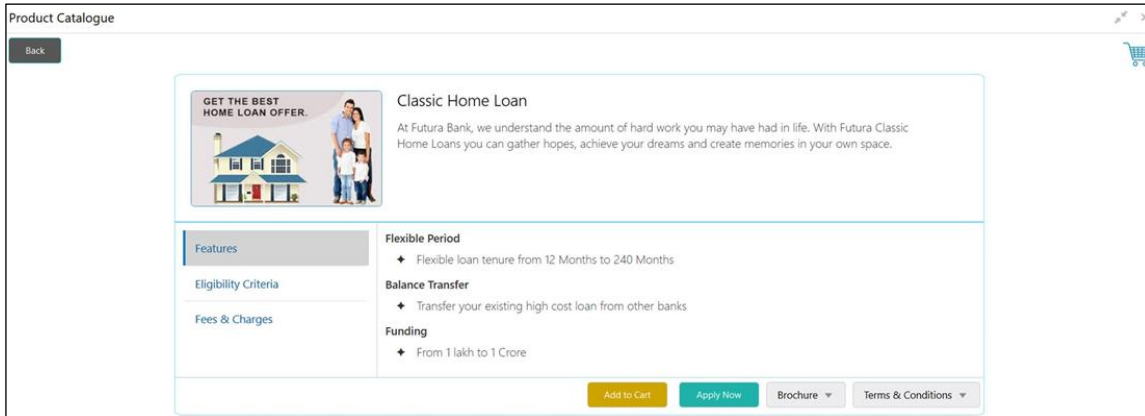 Product Catalogue
Back
GET THE BEST
HOME LOAN OFFER.
Classic Home Loan
At Futura Bank, we understand the amount of hard work you may have had in life. With Futura Classic
Home Loans you can gather hopes, achieve your dreams and create memories in your own space.
Features
Eligibility Criteria
Fees & Charges
Flexible Period
Flexible loan tenure from 12 Months to 240 Months
Balance Transfer
Transfer your existing high cost loan from other banks
Funding
From 1 lakh to 1 Crore
Add to Cart
Apply Now
Brochure
Terms & Conditions